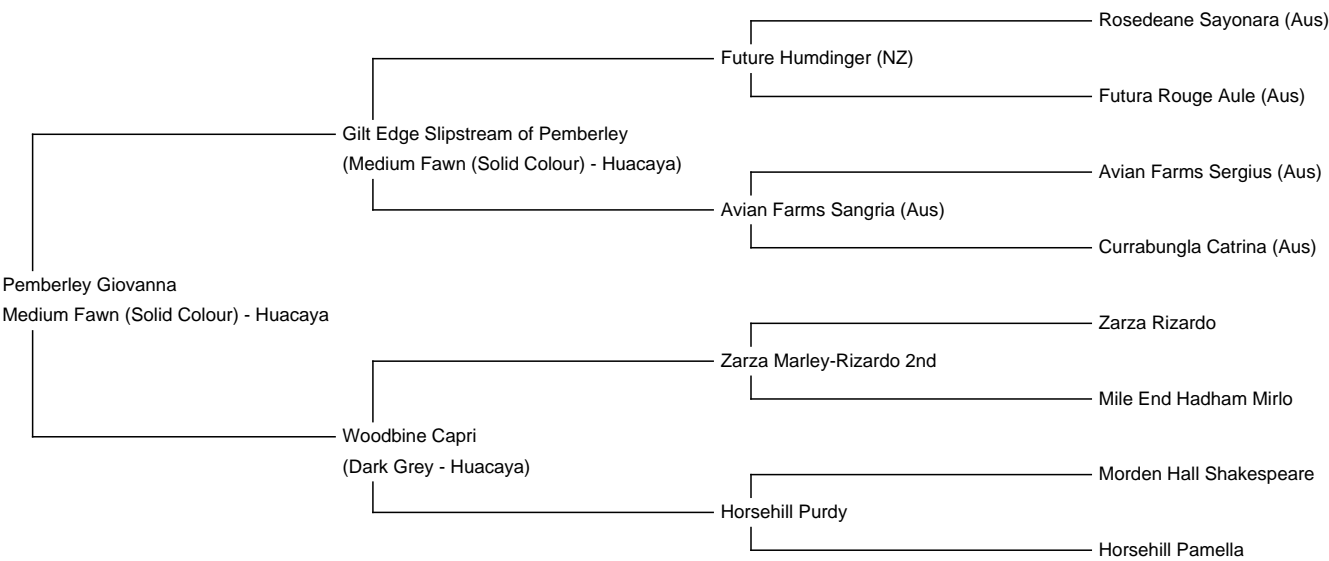 Rosedeane Sayonara (Aus)
Future Humdinger (NZ)
Futura Rouge Aule (Aus)
Gilt Edge Slipstream of Pemberley
(Medium Fawn (Solid Colour) - Huacaya)
Avian Farms Sergius (Aus)
Avian Farms Sangria (Aus)
Currabungla Catrina (Aus)
Pemberley Giovanna
Medium Fawn (Solid Colour) - Huacaya
Zarza Rizardo
Zarza Marley-Rizardo 2nd
Mile End Hadham Mirlo
Woodbine Capri
(Dark Grey - Huacaya)
Morden Hall Shakespeare
Horsehill Purdy
Horsehill Pamella